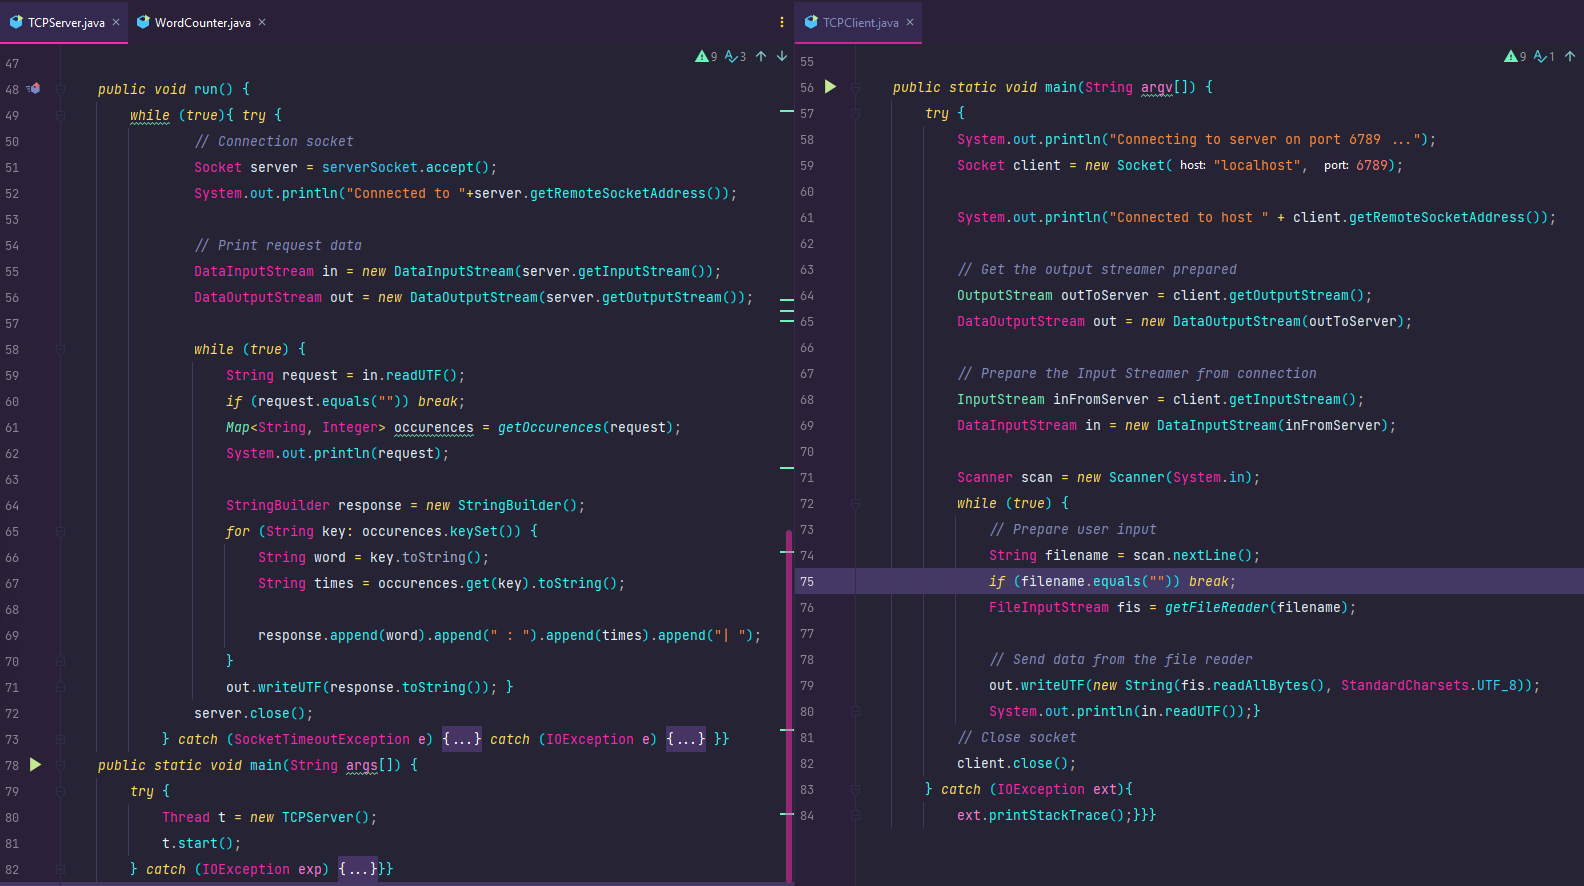 TCPServer.java × WordCounter.java ×
9 3
47
48 public void run() {
49 while (true){ try {
50 // Connection socket
51 Socket server = serverSocket.accept();
52 System.out.println("Connected to "+server.getRemoteSocketAddress());
53
54 // Print request data
55 DataInputStream in = new DataInputStream(server.getInputStream());
56 DataOutputStream out = new DataOutputStream(server.getOutputStream());
57
58 while (true) {
59 String request = in.readUTF();
60 if (request.equals("")) break;
61 Map<String, Integer> occurences = getOccurences(request);
62 System.out.println(request);
63
64 StringBuilder response = new StringBuilder();
65 for (String key: occurences.keySet()) {
66 String word = key.toString();
67 String times = occurences.get(key).toString();
68
69 response.append(word).append(" : ").append(times).append("| ");
70 }
71 out.writeUTF(response.toString()); }
72 server.close();
73 } catch (SocketTimeoutException e) {...} catch (IOException e) {...} }}
78 public static void main(String args[]) {
79 try {
80 Thread t = new TCPServer();
81 t.start();
82 } catch (IOException exp) {...}}}
TCPClient.java ×
9 1
55
56 public static void main(String argv[]) {
57 try {
58 System.out.println("Connecting to server on port 6789 ...");
59 Socket client = new Socket( host: "localhost", port: 6789);
60
61 System.out.println("Connected to host " + client.getRemoteSocketAddress());
62
63 // Get the output streamer prepared
64 OutputStream outToServer = client.getOutputStream();
65 DataOutputStream out = new DataOutputStream(outToServer);
66
67 // Prepare the Input Streamer from connection
68 InputStream inFromServer = client.getInputStream();
69 DataInputStream in = new DataInputStream(inFromServer);
70
71 Scanner scan = new Scanner(System.in);
72 while (true) {
73 // Prepare user input
74 String filename = scan.nextLine();
75 if (filename.equals("")) break;
76 FileInputStream fis = getFileReader(filename);
77
78 // Send data from the file reader
79 out.writeUTF(new String(fis.readAllBytes(), StandardCharsets.UTF_8));
80 System.out.println(in.readUTF());}
81 // Close socket
82 client.close();
83 } catch (IOException ext){
84 ext.printStackTrace();}}}